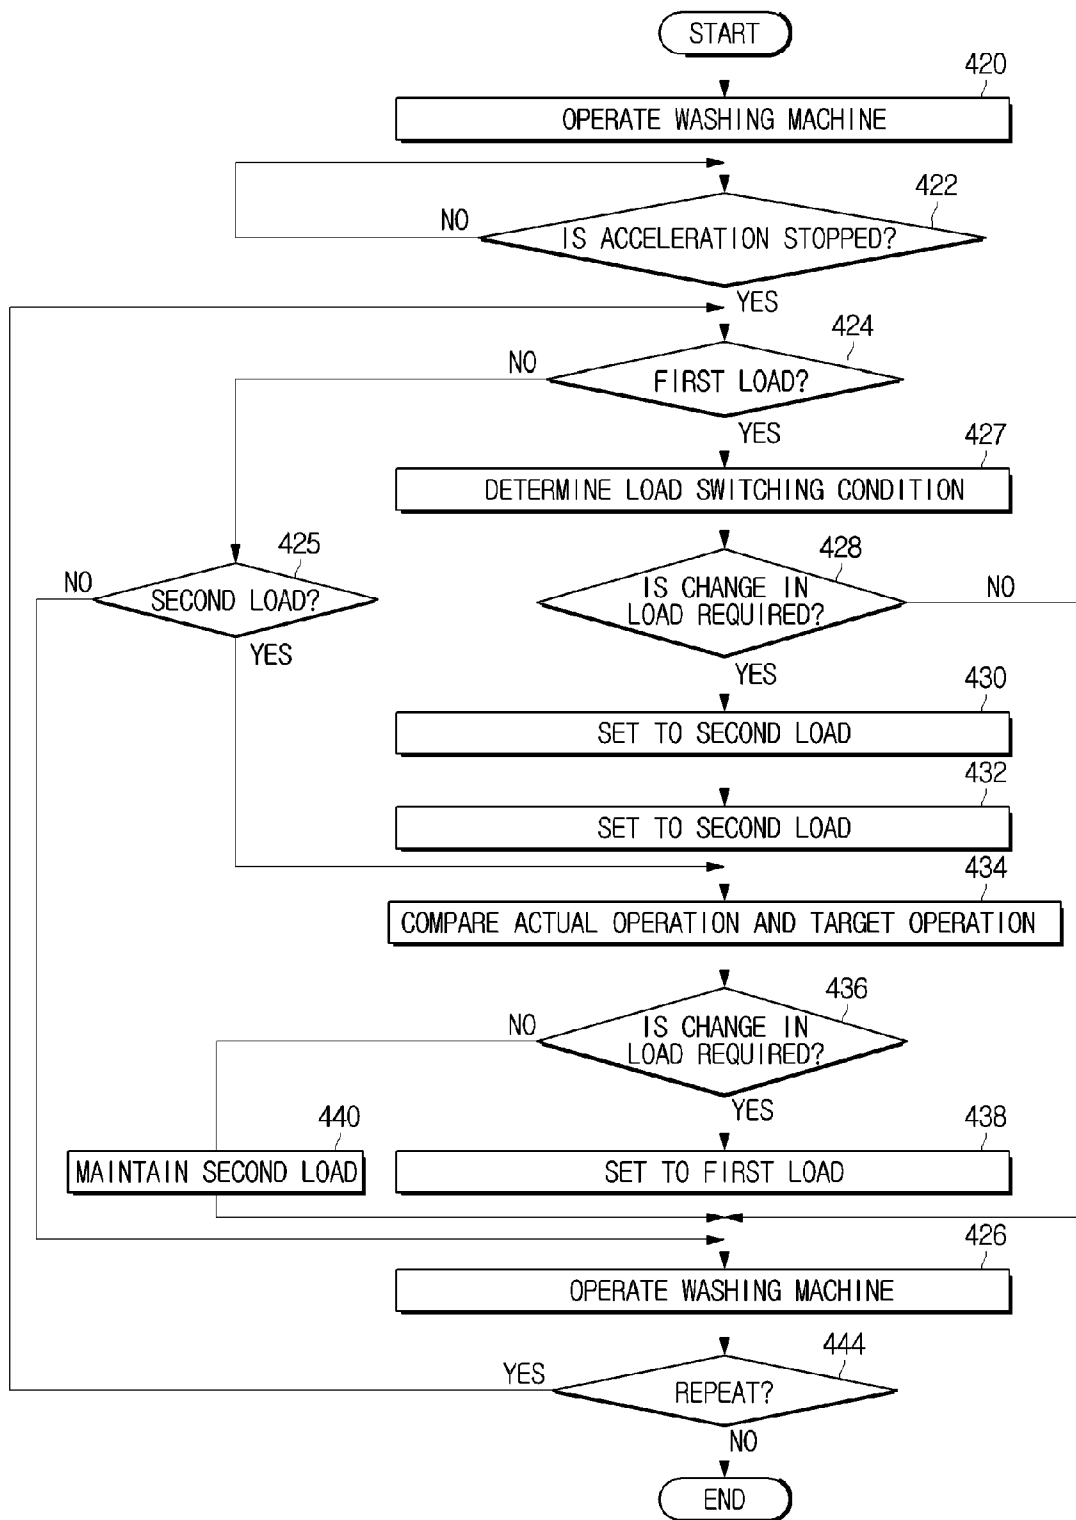 START
420
OPERATE WASHING MACHINE
422
NO
IS ACCELERATION STOPPED?
YES
424
NO
FIRST LOAD?
YES
427
DETERMINE LOAD SWITCHING CONDITION
425
428
NO
SECOND LOAD?
IS CHANGE IN
LOAD REQUIRED?
NO
YES
YES
430
SET TO SECOND LOAD
432
SET TO SECOND LOAD
434
COMPARE ACTUAL OPERATION AND TARGET OPERATION
436
NO
IS CHANGE IN
LOAD REQUIRED?
YES
440
438
MAINTAIN SECOND LOAD
SET TO FIRST LOAD
426
OPERATE WASHING MACHINE
444
YES
REPEAT?
NO
END